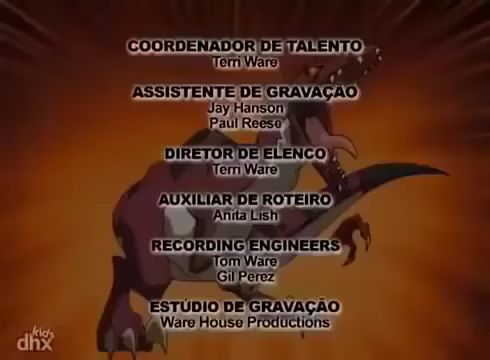 COORDENADOR DE TALENTO
Terri Ware
ASSISTENTE DE GRAVAÇÃO
Jay Hanson
Paul Reese
DIRETOR DE ELENCO
Terri Ware
AUXILIAR DE ROTEIRO
Anita Lish
RECORDING ENGINEERS
Tom Ware
Gil Perez
ESTÚDIO DE GRAVAÇÃO
Ware House Productions
kids
dhx